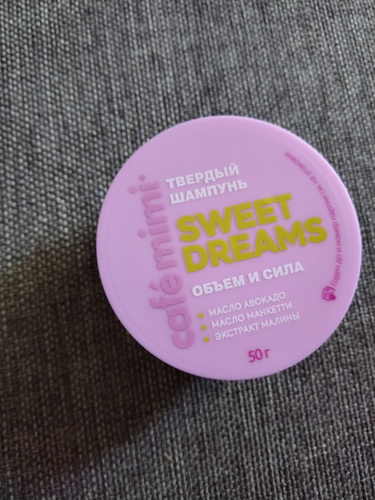 café mimi
ТВЕРДЫЙ
ШАМПУНЬ
SWEET
DREAMS
ОБЪЕМ И СИЛА
МАСЛО АВОКАДО
МАСЛО МАНКЕТТИ
ЭКСТРАКТ МАЛИНЫ
50 г